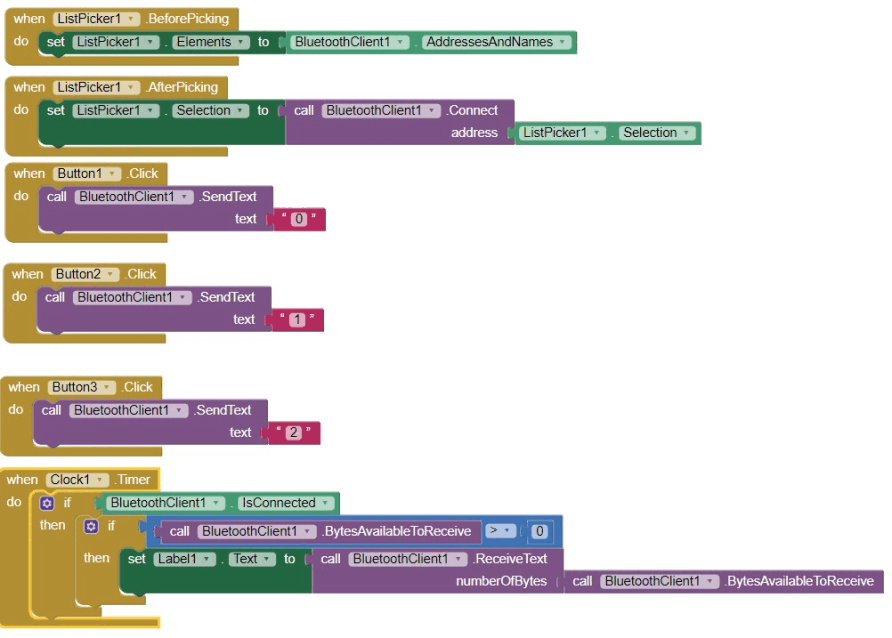 when ListPicker1 .BeforePicking
do set ListPicker1 . Elements to BluetoothClient1 . AddressesAndNames
when ListPicker1 .AfterPicking
do set ListPicker1 . Selection to call BluetoothClient1 .Connect
address ListPicker1 . Selection
when Button1 .Click
do call BluetoothClient1 .SendText
text " 0 "
when Button2 .Click
do call BluetoothClient1 .SendText
text " 1 "
when Button3 .Click
do call BluetoothClient1 .SendText
text " 2 "
when Clock1 .Timer
do if BluetoothClient1 . IsConnected
then if call BluetoothClient1 .BytesAvailableToReceive > 0
then set Label1 . Text to call BluetoothClient1 .ReceiveText
numberOfBytes call BluetoothClient1 .BytesAvailableToReceive